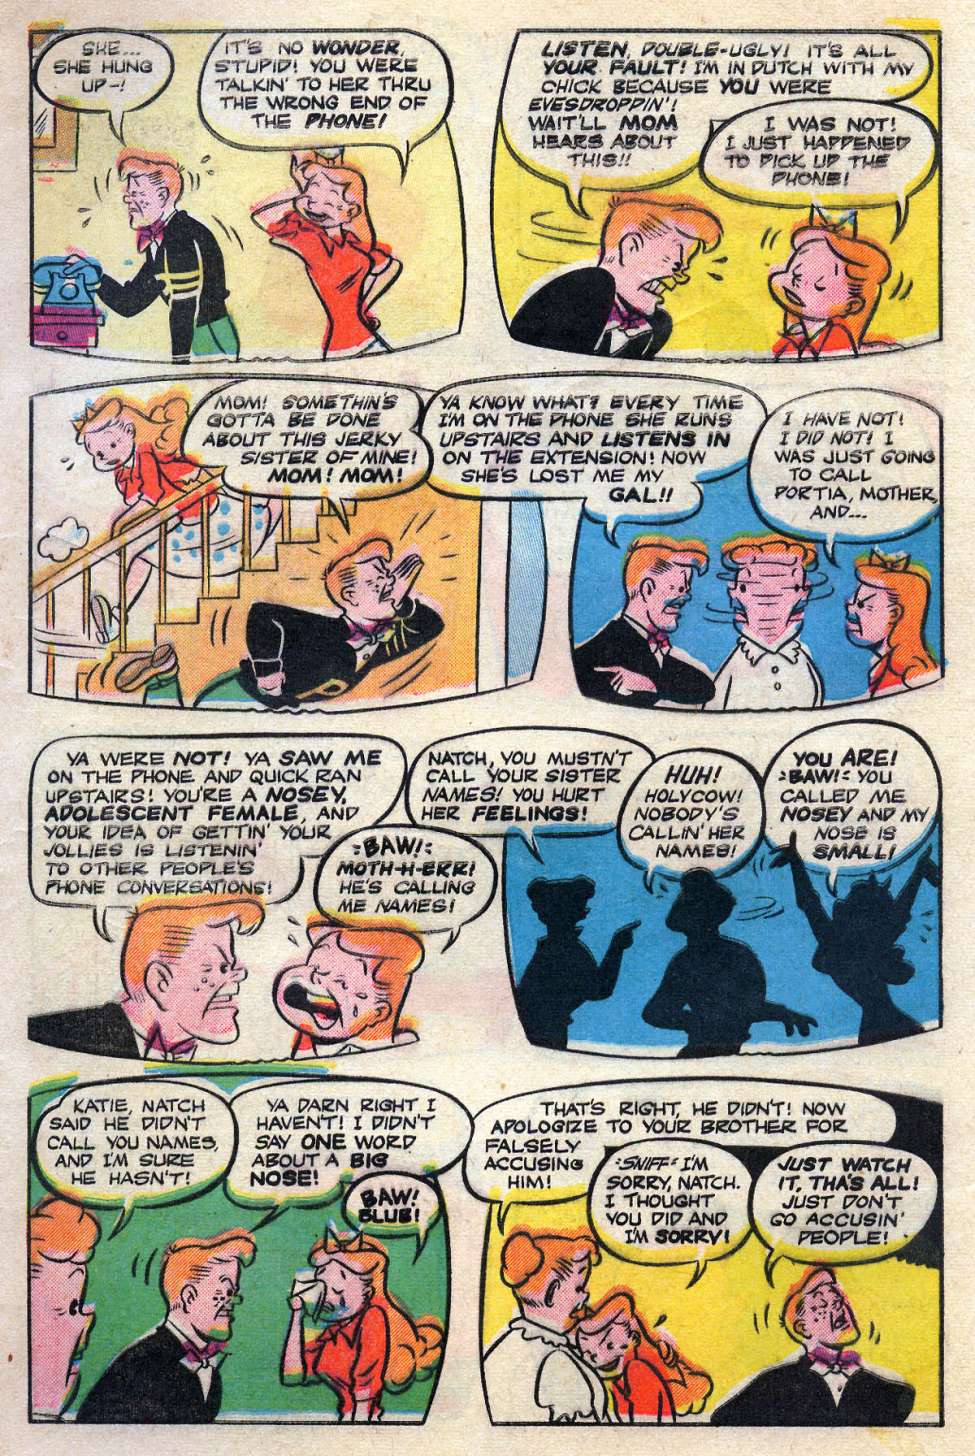 SHE...
SHE HUNG
UP-!
IT'S NO WONDER,
STUPID! YOU WERE
TALKIN' TO HER THRU
THE WRONG END OF
THE PHONE!
LISTEN, DOUBLE-UGLY! IT'S ALL
YOUR FAULT! I'M IN DUTCH WITH MY
CHICK BECAUSE YOU WERE
EVESDROPPIN'!
WAIT'LL MOM
HEARS ABOUT
THIS!!
I WAS NOT!
I JUST HAPPENED
TO PICK UP THE
PHONE!
MOM! SOMETHIN'S
GOTTA BE DONE
ABOUT THIS JERKY
SISTER OF MINE!
MOM! MOM!
YA KNOW WHAT? EVERY TIME
I'M ON THE PHONE SHE RUNS
UPSTAIRS AND LISTENS IN
ON THE EXTENSION! NOW
SHE'S LOST ME MY
GAL!!
I HAVE NOT!
I DID NOT! I
WAS JUST GOING
TO CALL
PORTIA, MOTHER,
AND...
YA WERE NOT! YA SAW ME
ON THE PHONE AND QUICK RAN
UPSTAIRS! YOU'RE A NOSEY,
ADOLESCENT FEMALE, AND
YOUR IDEA OF GETTIN' YOUR
JOLLIES IS LISTENIN'
TO OTHER PEOPLE'S
PHONE CONVERSATIONS!
:BAW!:
MOTH-H-ERR!
HE'S CALLING
ME NAMES!
NATCH, YOU MUSTN'T
CALL YOUR SISTER
NAMES! YOU HURT
HER FEELINGS!
HUH!
HOLYCOW!
NOBODY'S
CALLIN' HER
NAMES!
YOU ARE!
:BAW!: YOU
CALLED ME
NOSEY AND MY
NOSE IS
SMALL!
KATIE, NATCH
SAID HE DIDN'T
CALL YOU NAMES,
AND I'M SURE
HE HASN'T!
YA DARN RIGHT I
HAVEN'T! I DIDN'T
SAY ONE WORD
ABOUT A BIG
NOSE!
BAW!
BLUB!
THAT'S RIGHT, HE DIDN'T! NOW
APOLOGIZE TO YOUR BROTHER FOR
FALSELY
ACCUSING
HIM!
:SNIFF: I'M
SORRY, NATCH.
I THOUGHT
YOU DID AND
I'M SORRY!
JUST WATCH
IT, THA'S ALL!
JUST DON'T
GO ACCUSIN'
PEOPLE!